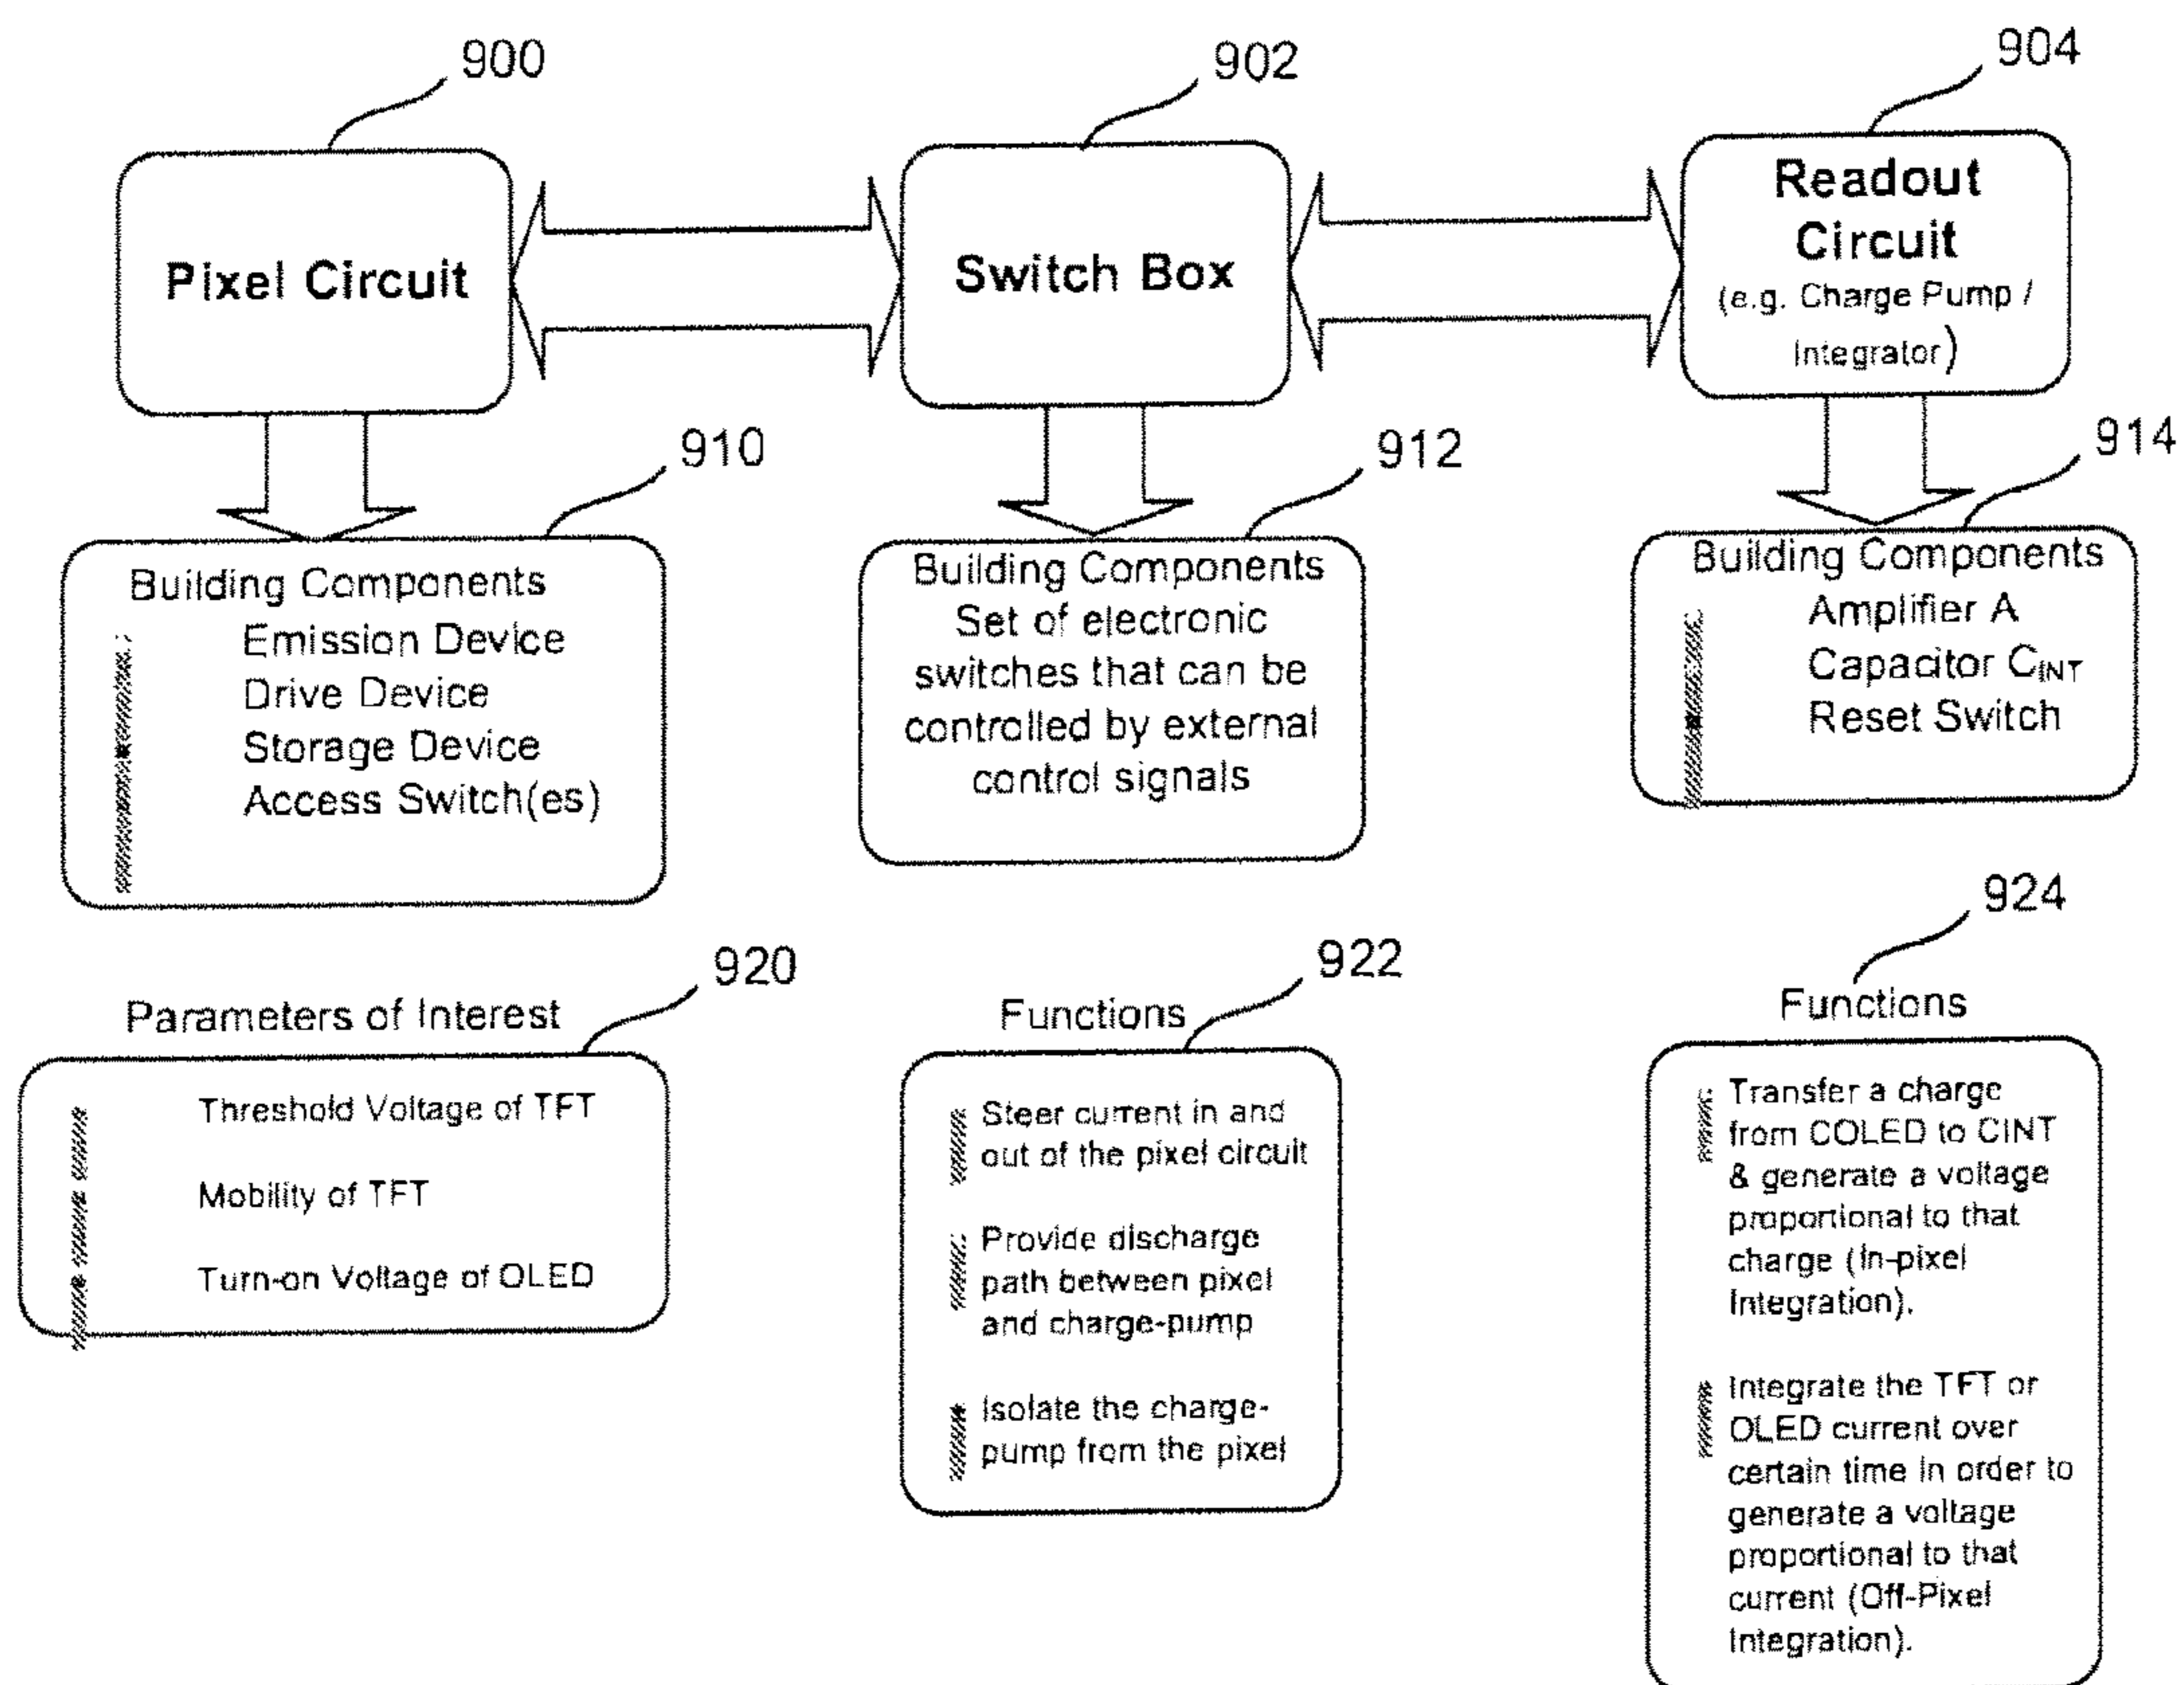 900
902
904
Pixel Circuit
Switch Box
Readout
Circuit
(e.g. Charge Pump /
Integrator)
910
912
914
Building Components
Emission Device
Drive Device
Storage Device
Access Switch(es)
Building Components
Set of electronic
switches that can be
controlled by external
control signals
Building Components
Amplifier A
Capacitor CINT
Reset Switch
920
922
924
Parameters of Interest
Threshold Voltage of TFT
Mobility of TFT
Turn-on Voltage of OLED
Functions
Steer current in and
out of the pixel circuit
Provide discharge
path between pixel
and charge-pump
Isolate the charge-
pump from the pixel
Functions
Transfer a charge
from COLED to CINT
& generate a voltage
proportional to that
charge (In-pixel
Integration).
Integrate the TFT or
OLED current over
certain time in order to
generate a voltage
proportional to that
current (Off-Pixel
Integration).